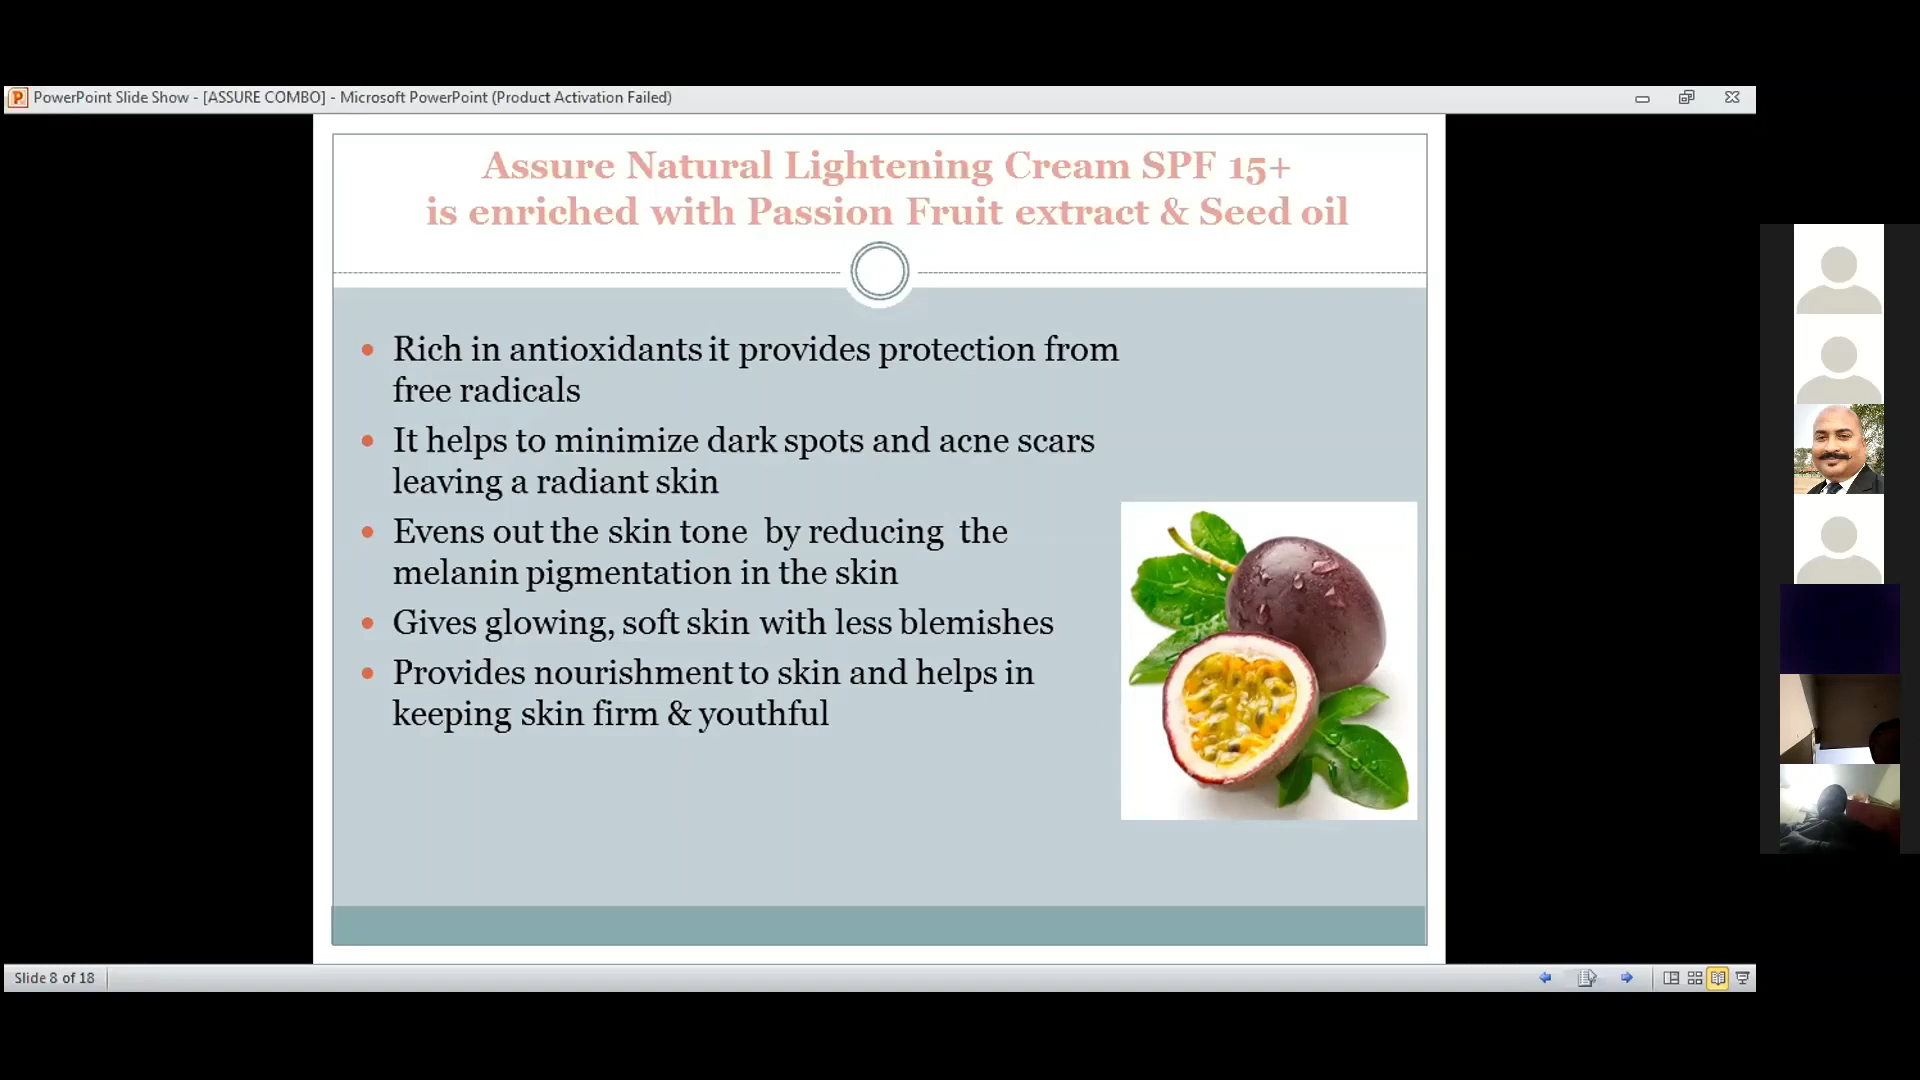 PowerPoint Slide Show - [ASSURE COMBO] - Microsoft PowerPoint (Product Activation Failed)
Assure Natural Lightening Cream SPF 15+
is enriched with Passion Fruit extract & Seed oil
• Rich in antioxidants it provides protection from
free radicals
• It helps to minimize dark spots and acne scars
leaving a radiant skin
• Evens out the skin tone by reducing the
melanin pigmentation in the skin
• Gives glowing, soft skin with less blemishes
• Provides nourishment to skin and helps in
keeping skin firm & youthful
Slide 8 of 18